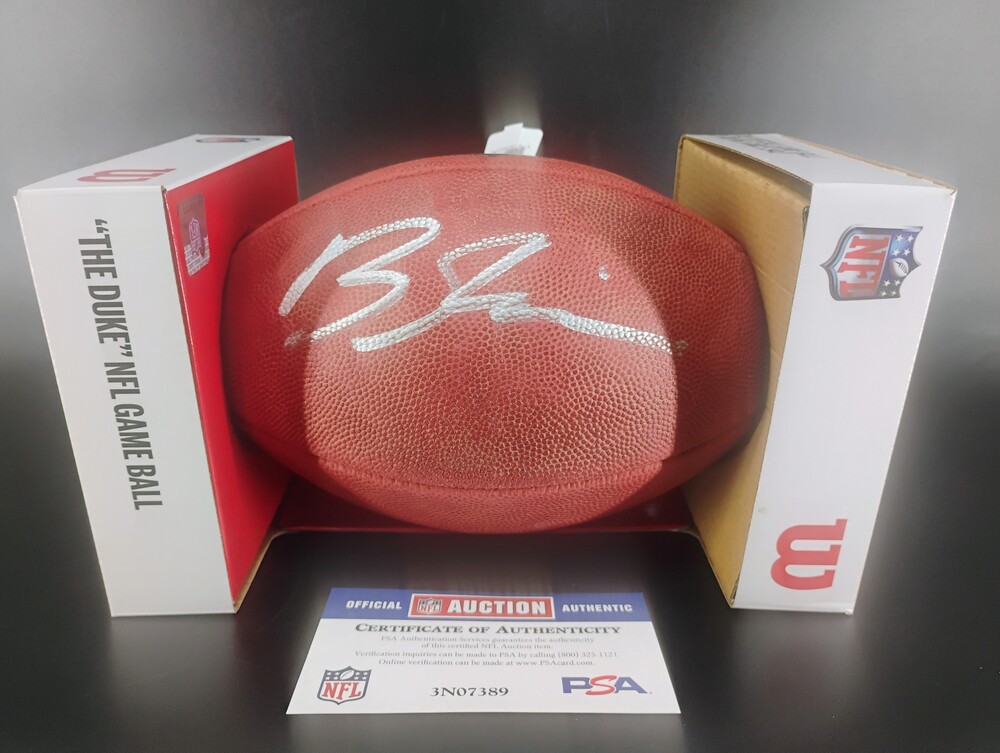 "THE DUKE" NFL GAME BALL
W
NFL
W
OFFICIAL NFL AUCTION AUTHENTIC
CERTIFICATE OF AUTHENTICITY
PSA Authentication Services guarantees the authenticity
of this certified NFL Auction item.
Verification inquiries can be made to PSA by calling (800) 325-1121
Online verification can be made at www.PSAcard.com.
NFL
3N07389
PSA